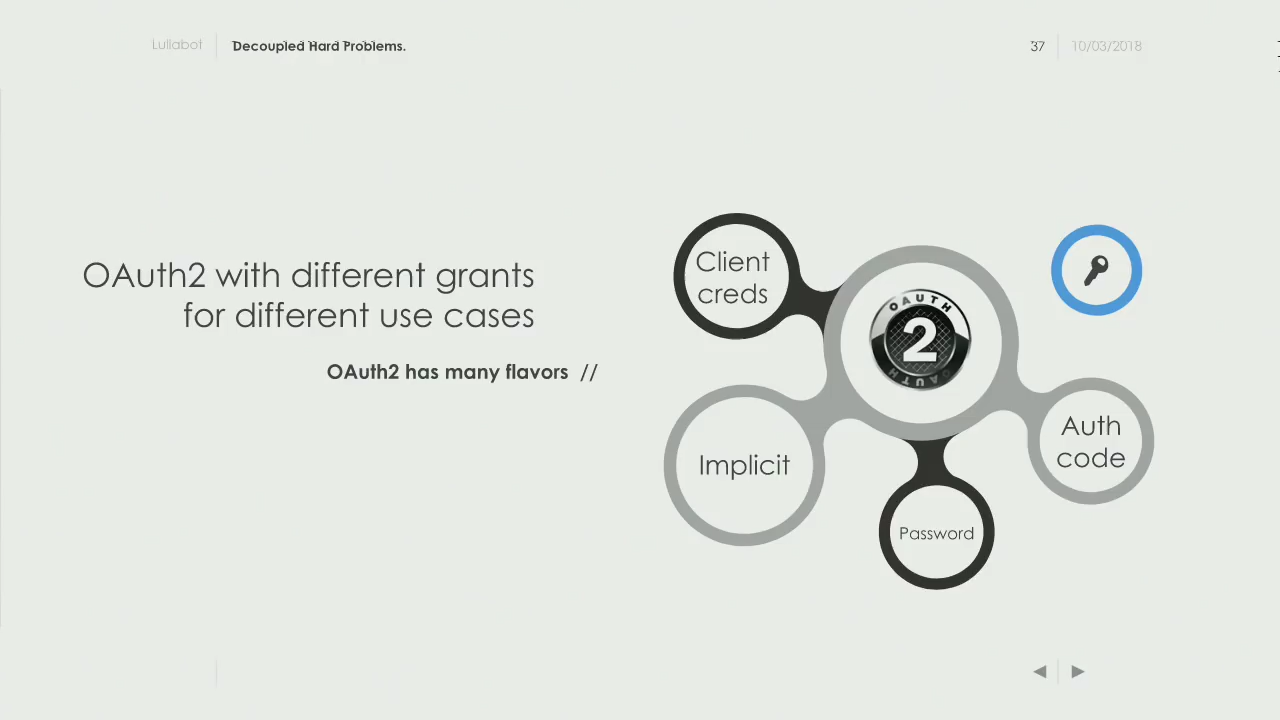 Lullabot
Decoupled Hard Problems.
37
10/03/2018
OAuth2 with different grants
for different use cases
OAuth2 has many flavors //
Client
creds
OAUTH
2
OAUTH
Implicit
Password
Auth
code